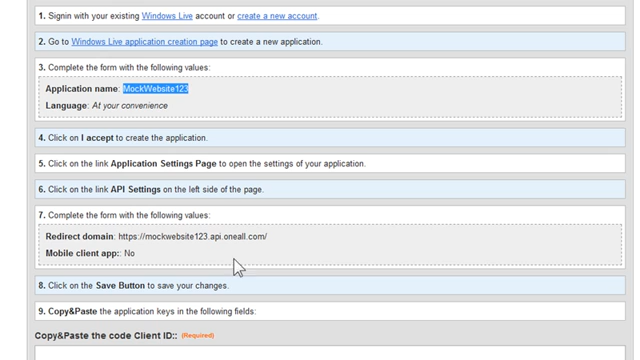 1. Signin with your existing Windows Live account or create a new account.
2. Go to Windows Live application creation page to create a new application.
3. Complete the form with the following values:
Application name: MockWebsite123
Language: At your convenience
4. Click on I accept to create the application.
5. Click on the link Application Settings Page to open the settings of your application.
6. Click on the link API Settings on the left side of the page.
7. Complete the form with the following values:
Redirect domain: https://mockwebsite123.api.oneall.com/
Mobile client app:: No
8. Click on the Save Button to save your changes.
9. Copy&Paste the application keys in the following fields:
Copy&Paste the code Client ID:: (Required)